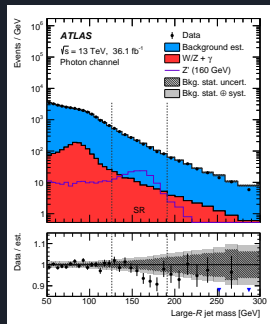 Events / GeV
10⁶
10⁵
10⁴
10³
10²
10
1
ATLAS
√s = 13 TeV, 36.1 fb⁻¹
Photon channel
Data
Background est.
W/Z + γ
Z' (160 GeV)
Bkg. stat. uncert.
Bkg. stat. ⊕ syst.
SR
Data / est.
1.1
1.0
0.9
50 100 150 200 250 300
Large-R jet mass [GeV]